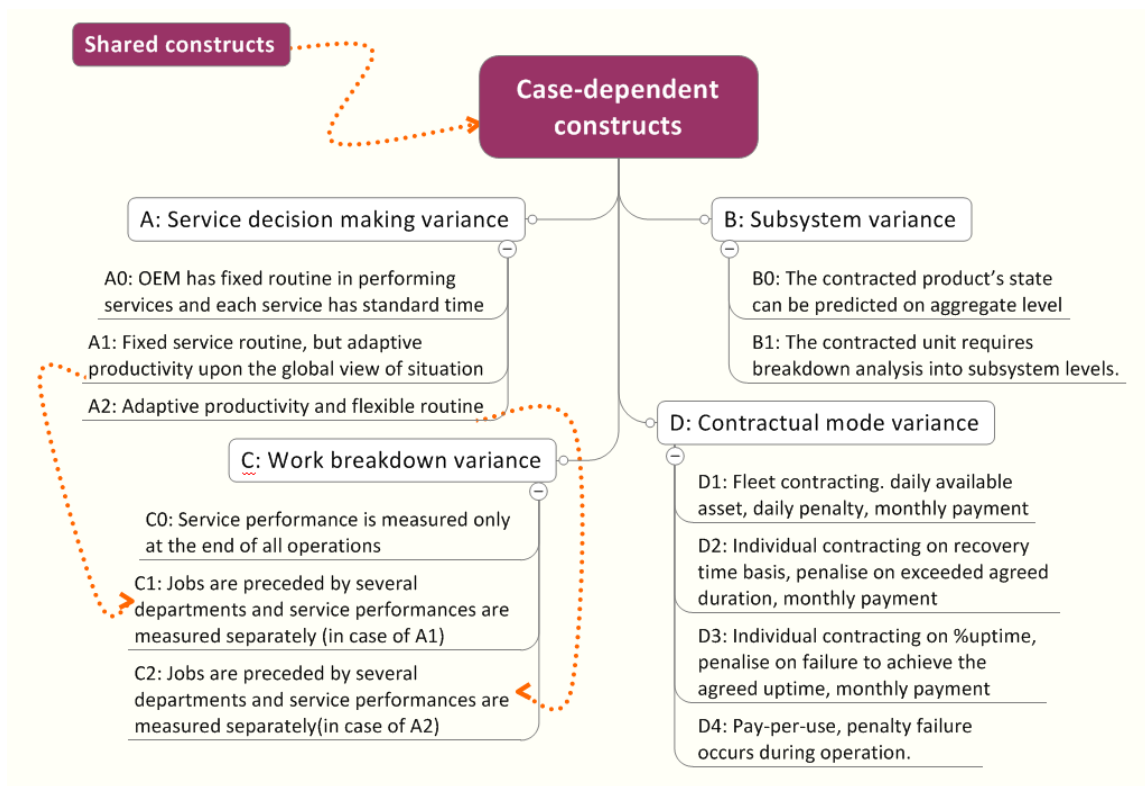 Shared constructs
Case-dependent
constructs
A: Service decision making variance
A0: OEM has fixed routine in performing
services and each service has standard time
A1: Fixed service routine, but adaptive
productivity upon the global view of situation
A2: Adaptive productivity and flexible routine
B: Subsystem variance
B0: The contracted product’s state
can be predicted on aggregate level
B1: The contracted unit requires
breakdown analysis into subsystem levels.
C: Work breakdown variance
C0: Service performance is measured only
at the end of all operations
C1: Jobs are preceded by several
departments and service performances are
measured separately (in case of A1)
C2: Jobs are preceded by several
departments and service performances are
measured separately(in case of A2)
D: Contractual mode variance
D1: Fleet contracting. daily available
asset, daily penalty, monthly payment
D2: Individual contracting on recovery
time basis, penalise on exceeded agreed
duration, monthly payment
D3: Individual contracting on %uptime,
penalise on failure to achieve the
agreed uptime, monthly payment
D4: Pay-per-use, penalty failure
occurs during operation.